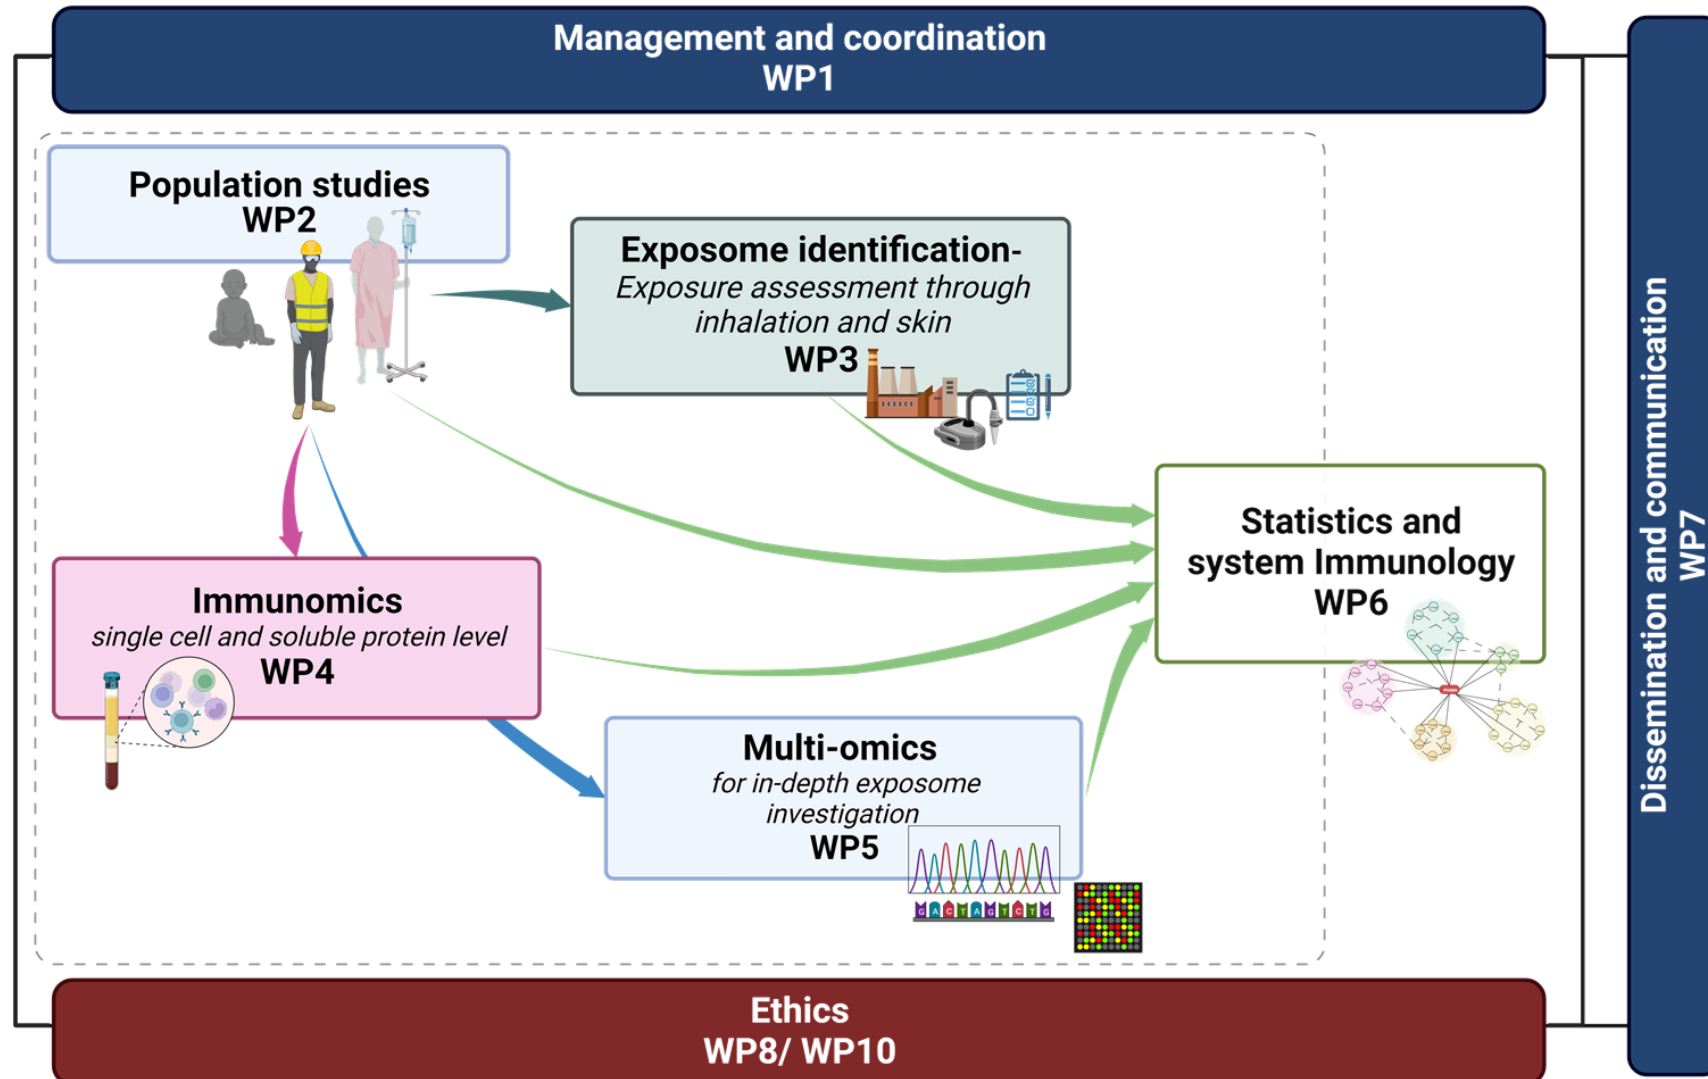 Management and coordination
WP1
Population studies
WP2
Exposome identification-
Exposure assessment through
inhalation and skin
WP3
Statistics and
system Immunology
WP6
Immunomics
single cell and soluble protein level
WP4
Multi-omics
for in-depth exposome
investigation
WP5
G A C T A G T C T G
Dissemination and communication
WP7
Ethics
WP8/ WP10